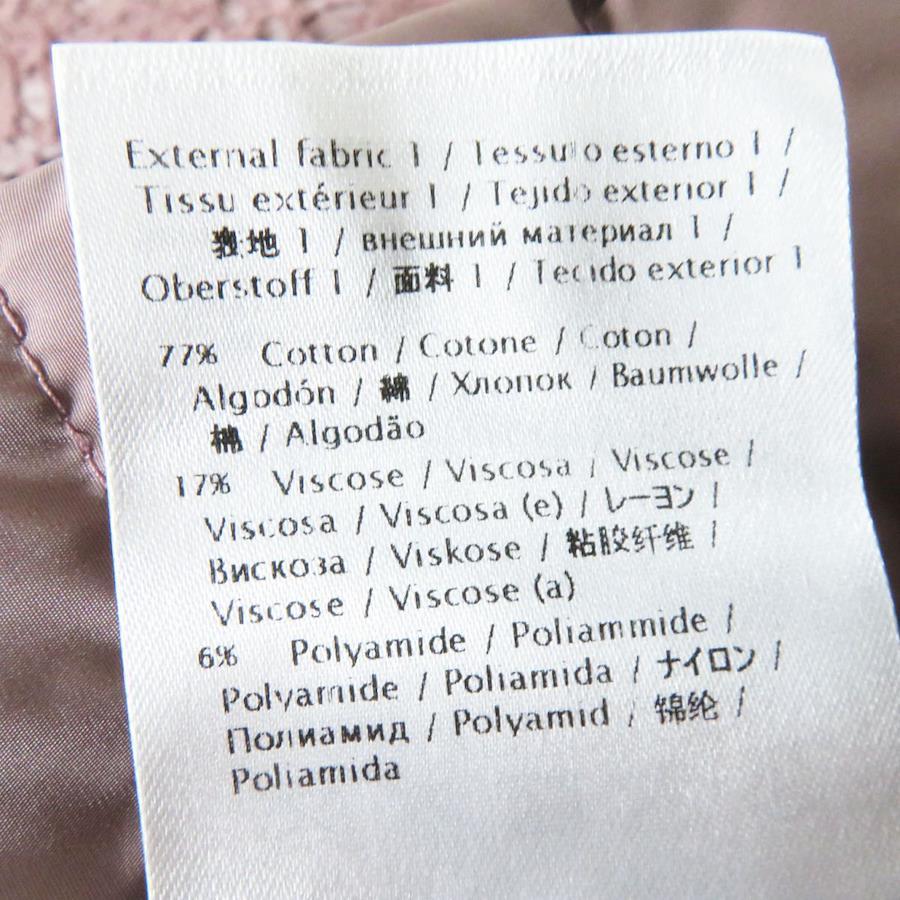 External fabric 1 / Tessuto esterno 1 /
Tissu extérieur 1 / Tejido exterior 1 /
表地 1 / внешний материал 1 /
Oberstoff 1 / 面料 1 / Tecido exterior 1
77% Cotton / Cotone / Coton /
Algodón / 綿 / Хлопок / Baumwolle /
棉 / Algodão
17% Viscose / Viscosa / Viscose /
Viscosa / Viscosa (e) / レーヨン /
Вискоза / Viskose / 粘胶纤维 /
Viscose / Viscose (a)
6% Polyamide / Poliammide /
Polyamide / Poliamida / ナイロン /
Полиамид / Polyamid / 锦纶 /
Poliamida